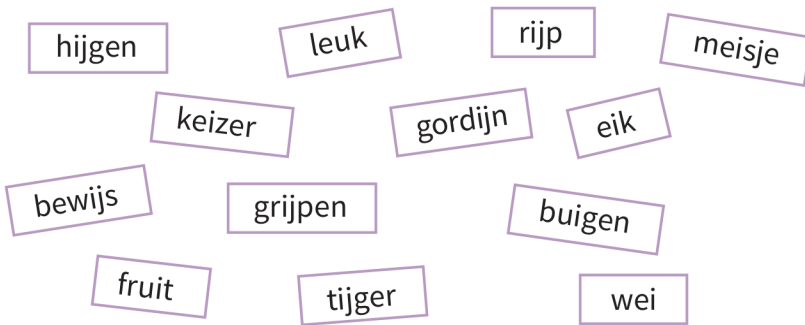 hijgen
leuk
rijp
meisje
keizer
gordijn
eik
bewijs
grijpen
buigen
fruit
tijger
wei